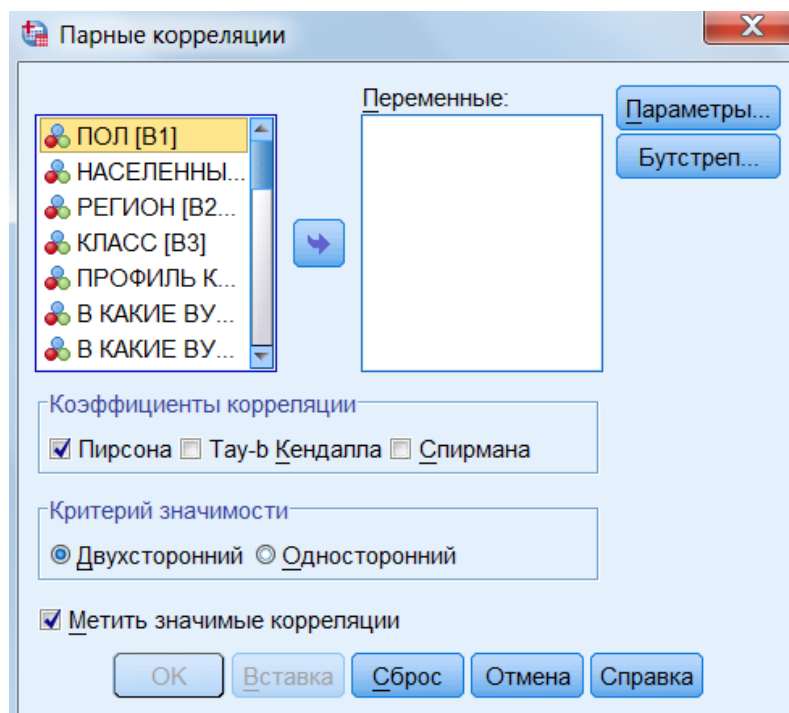 Парные корреляции
Переменные:
ПОЛ [B1]
НАСЕЛЕННЫ...
РЕГИОН [B2...
КЛАСС [B3]
ПРОФИЛЬ К...
В КАКИЕ ВУ...
В КАКИЕ ВУ...
Параметры...
Бутстреп...
Коэффициенты корреляции
Пирсона Тау-b Кендалла Спирмана
Критерий значимости
Двухсторонний Односторонний
Метить значимые корреляции
OK Вставка Сброс Отмена Справка